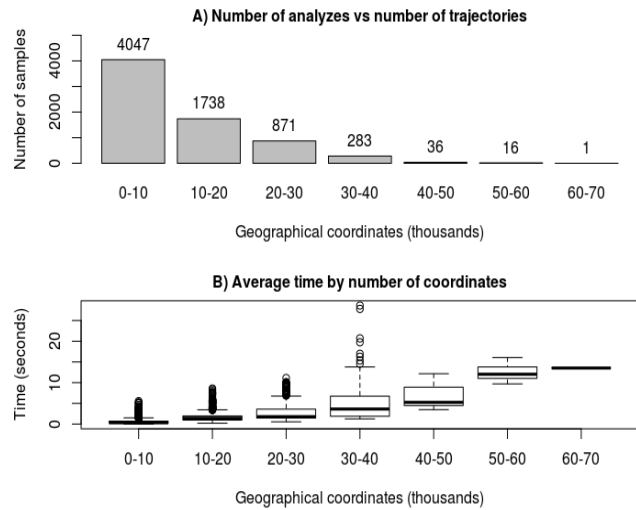 A) Number of analyzes vs number of trajectories
Number of samples
0 2000 4000
4047 1738 871 283 36 16 1
0-10 10-20 20-30 30-40 40-50 50-60 60-70
Geographical coordinates (thousands)
B) Average time by number of coordinates
Time (seconds)
0 10 20
0-10 10-20 20-30 30-40 40-50 50-60 60-70
Geographical coordinates (thousands)